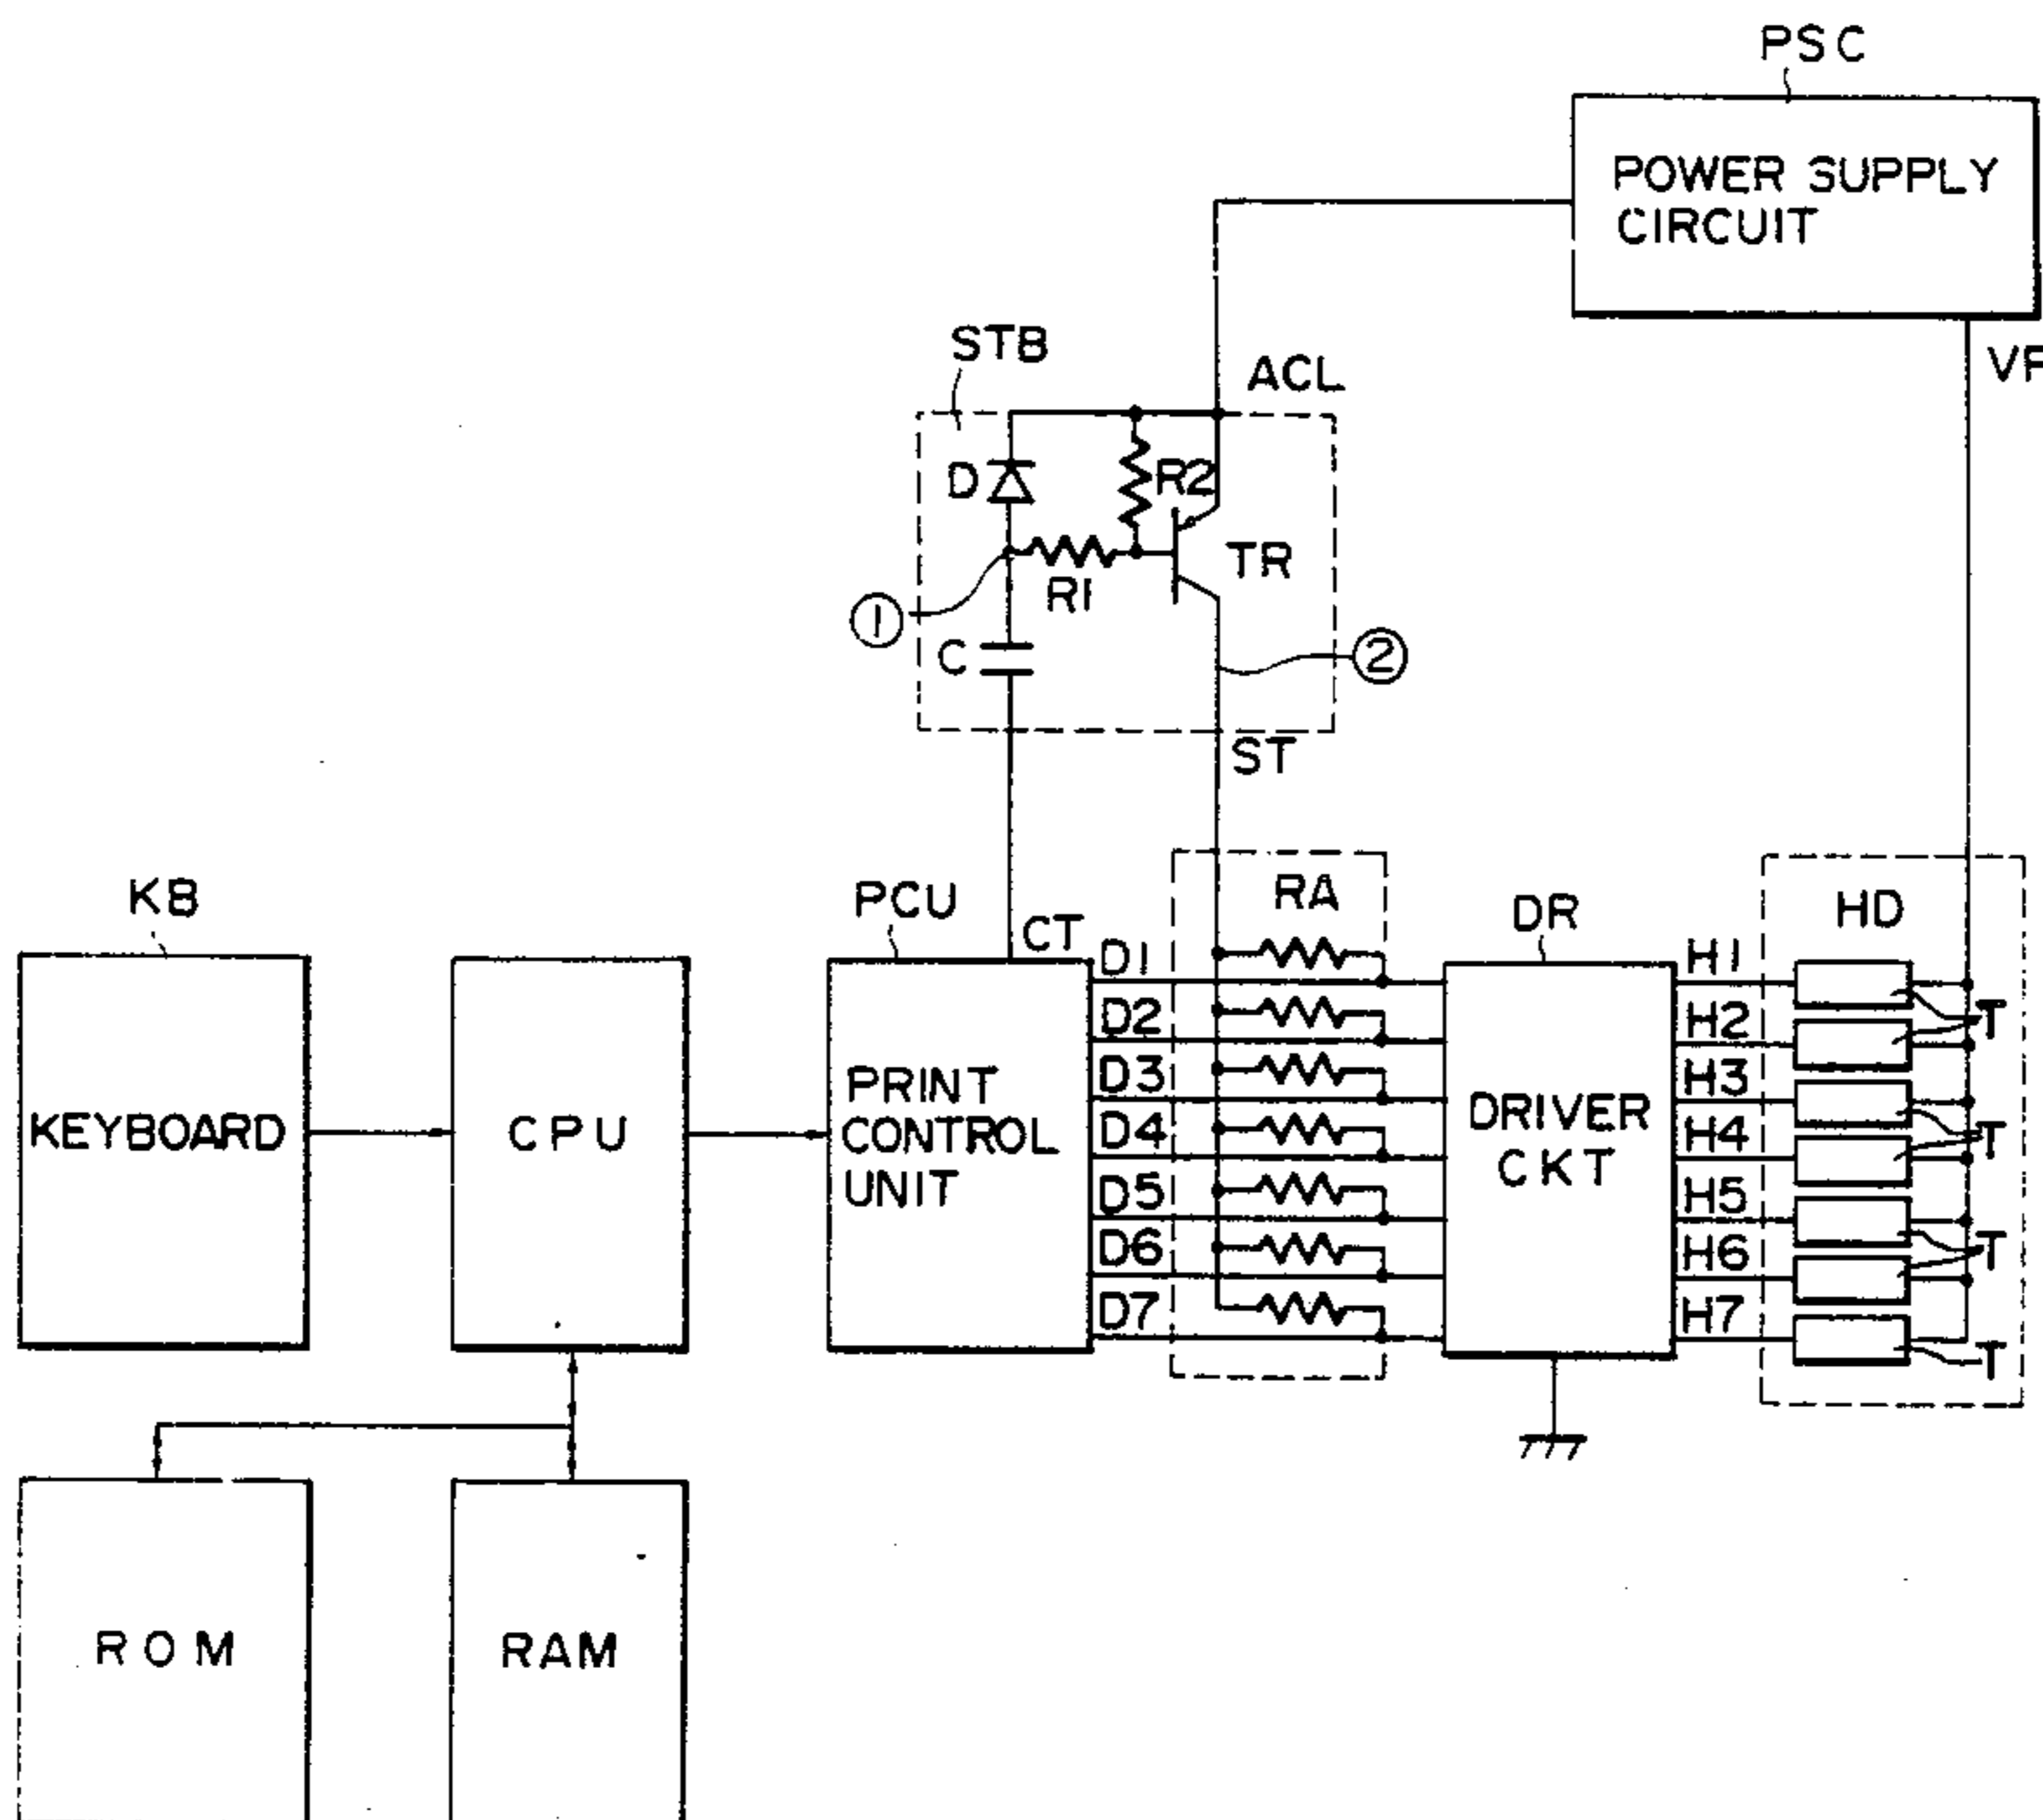 PSC
POWER SUPPLY
CIRCUIT
STB
ACL
D
R2
TR
R1
①
C
②
ST
KB
PCU
CT
RA
DR
HD
KEYBOARD
CPU
PRINT
CONTROL
UNIT
D1
D2
D3
D4
D5
D6
D7
DRIVER
CKT
H1
H2
H3
H4
H5
H6
H7
T
T
T
T
ROM
RAM